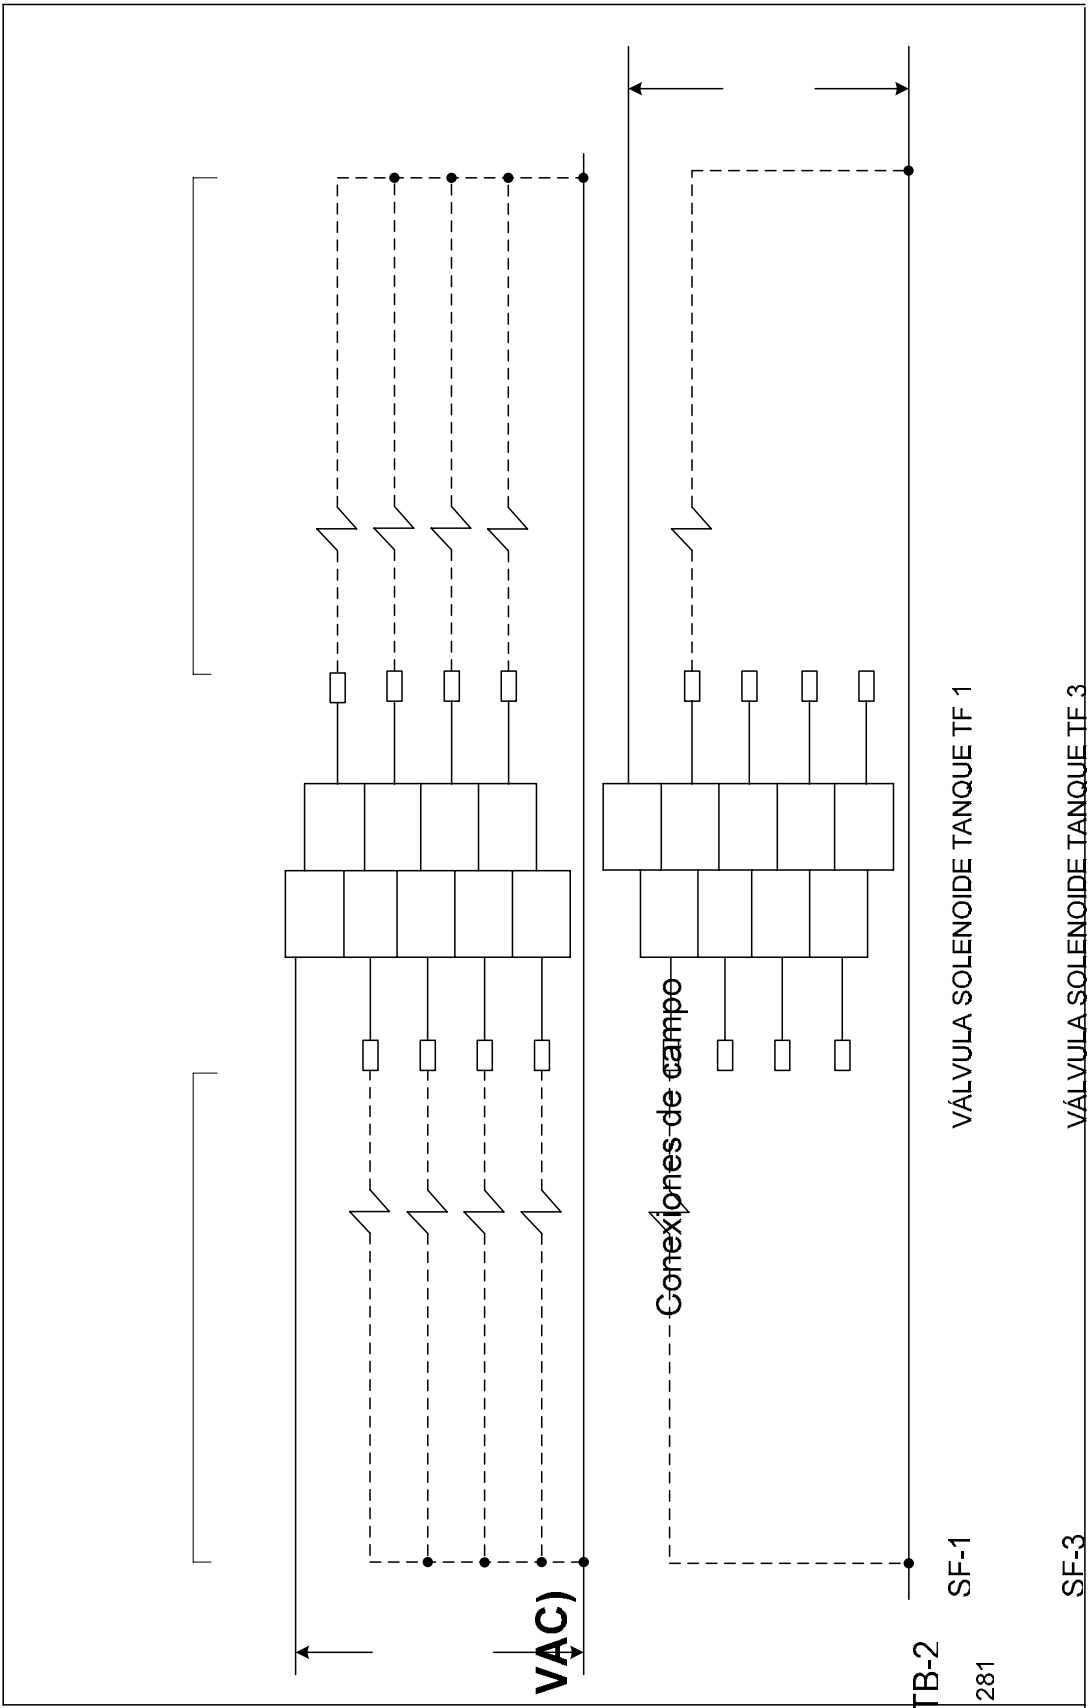 VAC)
Conexiones de campo
TB-2
281
SF-1
VÁLVULA SOLENOIDE TANQUE TF 1
SF-3
VÁLVULA SOLENOIDE TANQUE TF 3